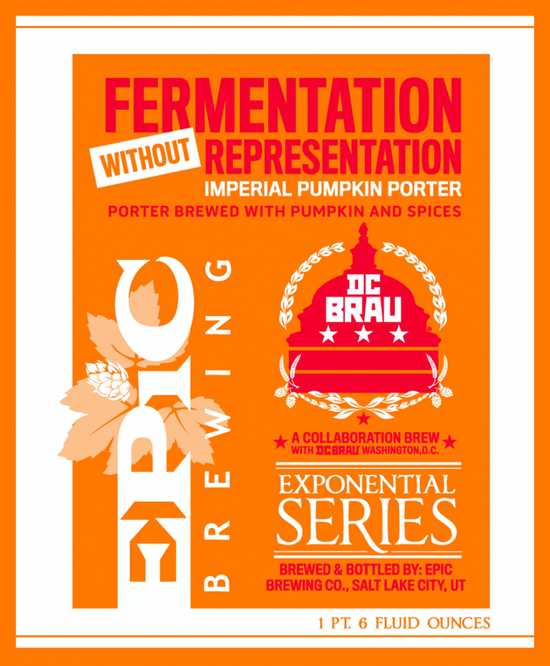 FERMENTATION
WITHOUT REPRESENTATION
IMPERIAL PUMPKIN PORTER
PORTER BREWED WITH PUMPKIN AND SPICES
EPIC
BREWING
DC
BRAU
A COLLABORATION BREW
WITH DC BRAU WASHINGTON, D.C.
EXPONENTIAL
SERIES
BREWED & BOTTLED BY: EPIC
BREWING CO., SALT LAKE CITY, UT
1 PT. 6 FLUID OUNCES